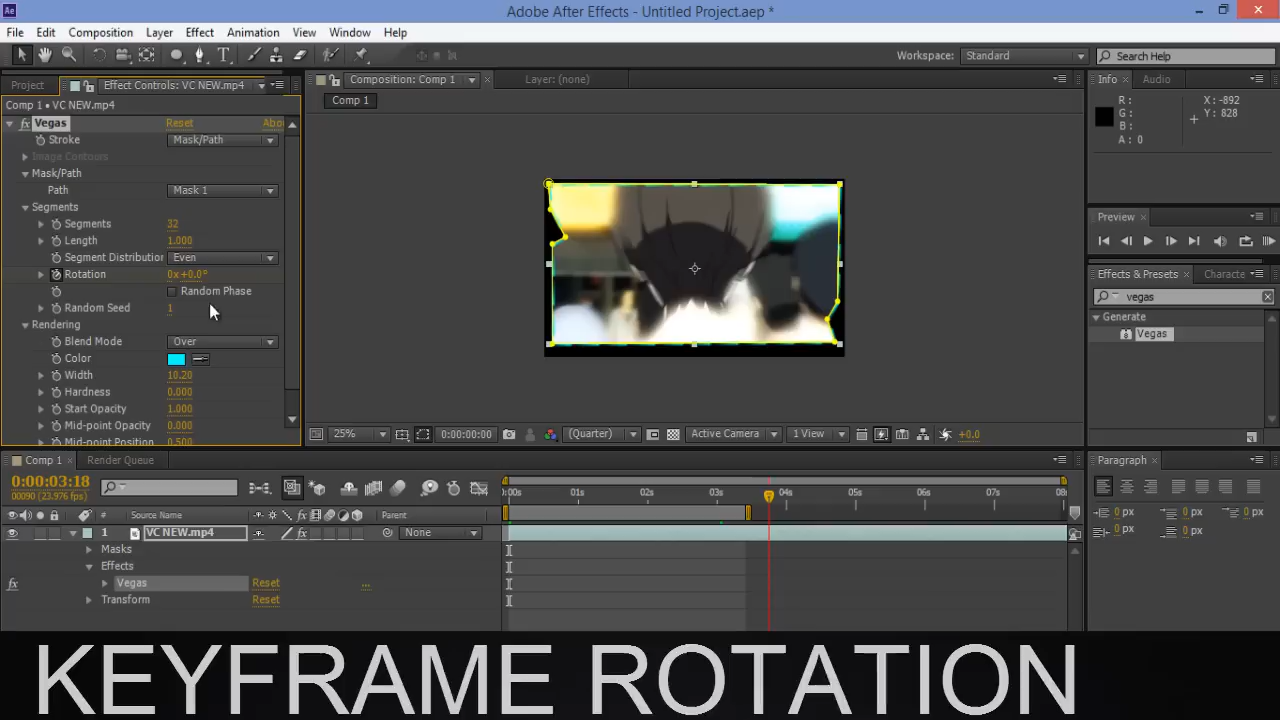 Ae Adobe After Effects - Untitled Project.aep *
File Edit Composition Layer Effect Animation View Window Help
Workspace: Standard Search Help
Project Effect Controls: VC NEW.mp4 Composition: Comp 1 Layer: (none) Info Audio
Comp 1 • VC NEW.mp4 Comp 1
R : X: -892
G : Y: 828
B :
A : 0
fx Vegas Reset Abo
Stroke Mask/Path
Image Contours
Mask/Path
Path Mask 1
Segments
Segments 32
Length 1.000
Segment Distribution Even
Rotation 0x+0.0°
Random Phase
Random Seed 1
Rendering
Blend Mode Over
Color
Width 10.20
Hardness 0.000
Start Opacity 1.000
Mid-point Opacity 0.000
Mid-point Position 0.500
Preview
Effects & Presets Characte
vegas
Generate
Vegas
25% 0:00:00:00 (Quarter) Active Camera 1 View +0.0
Comp 1 Render Queue Paragraph
0:00:03:18
00090 (23.976 fps)
):00s 01s 02s 03s 04s 05s 06s 07s 08
# Source Name Parent
1 VC NEW.mp4 fx None
Masks
Effects
fx Vegas Reset ...
Transform Reset
0 px 0 px 0 px
0 px 0 px
KEYFRAME ROTATION